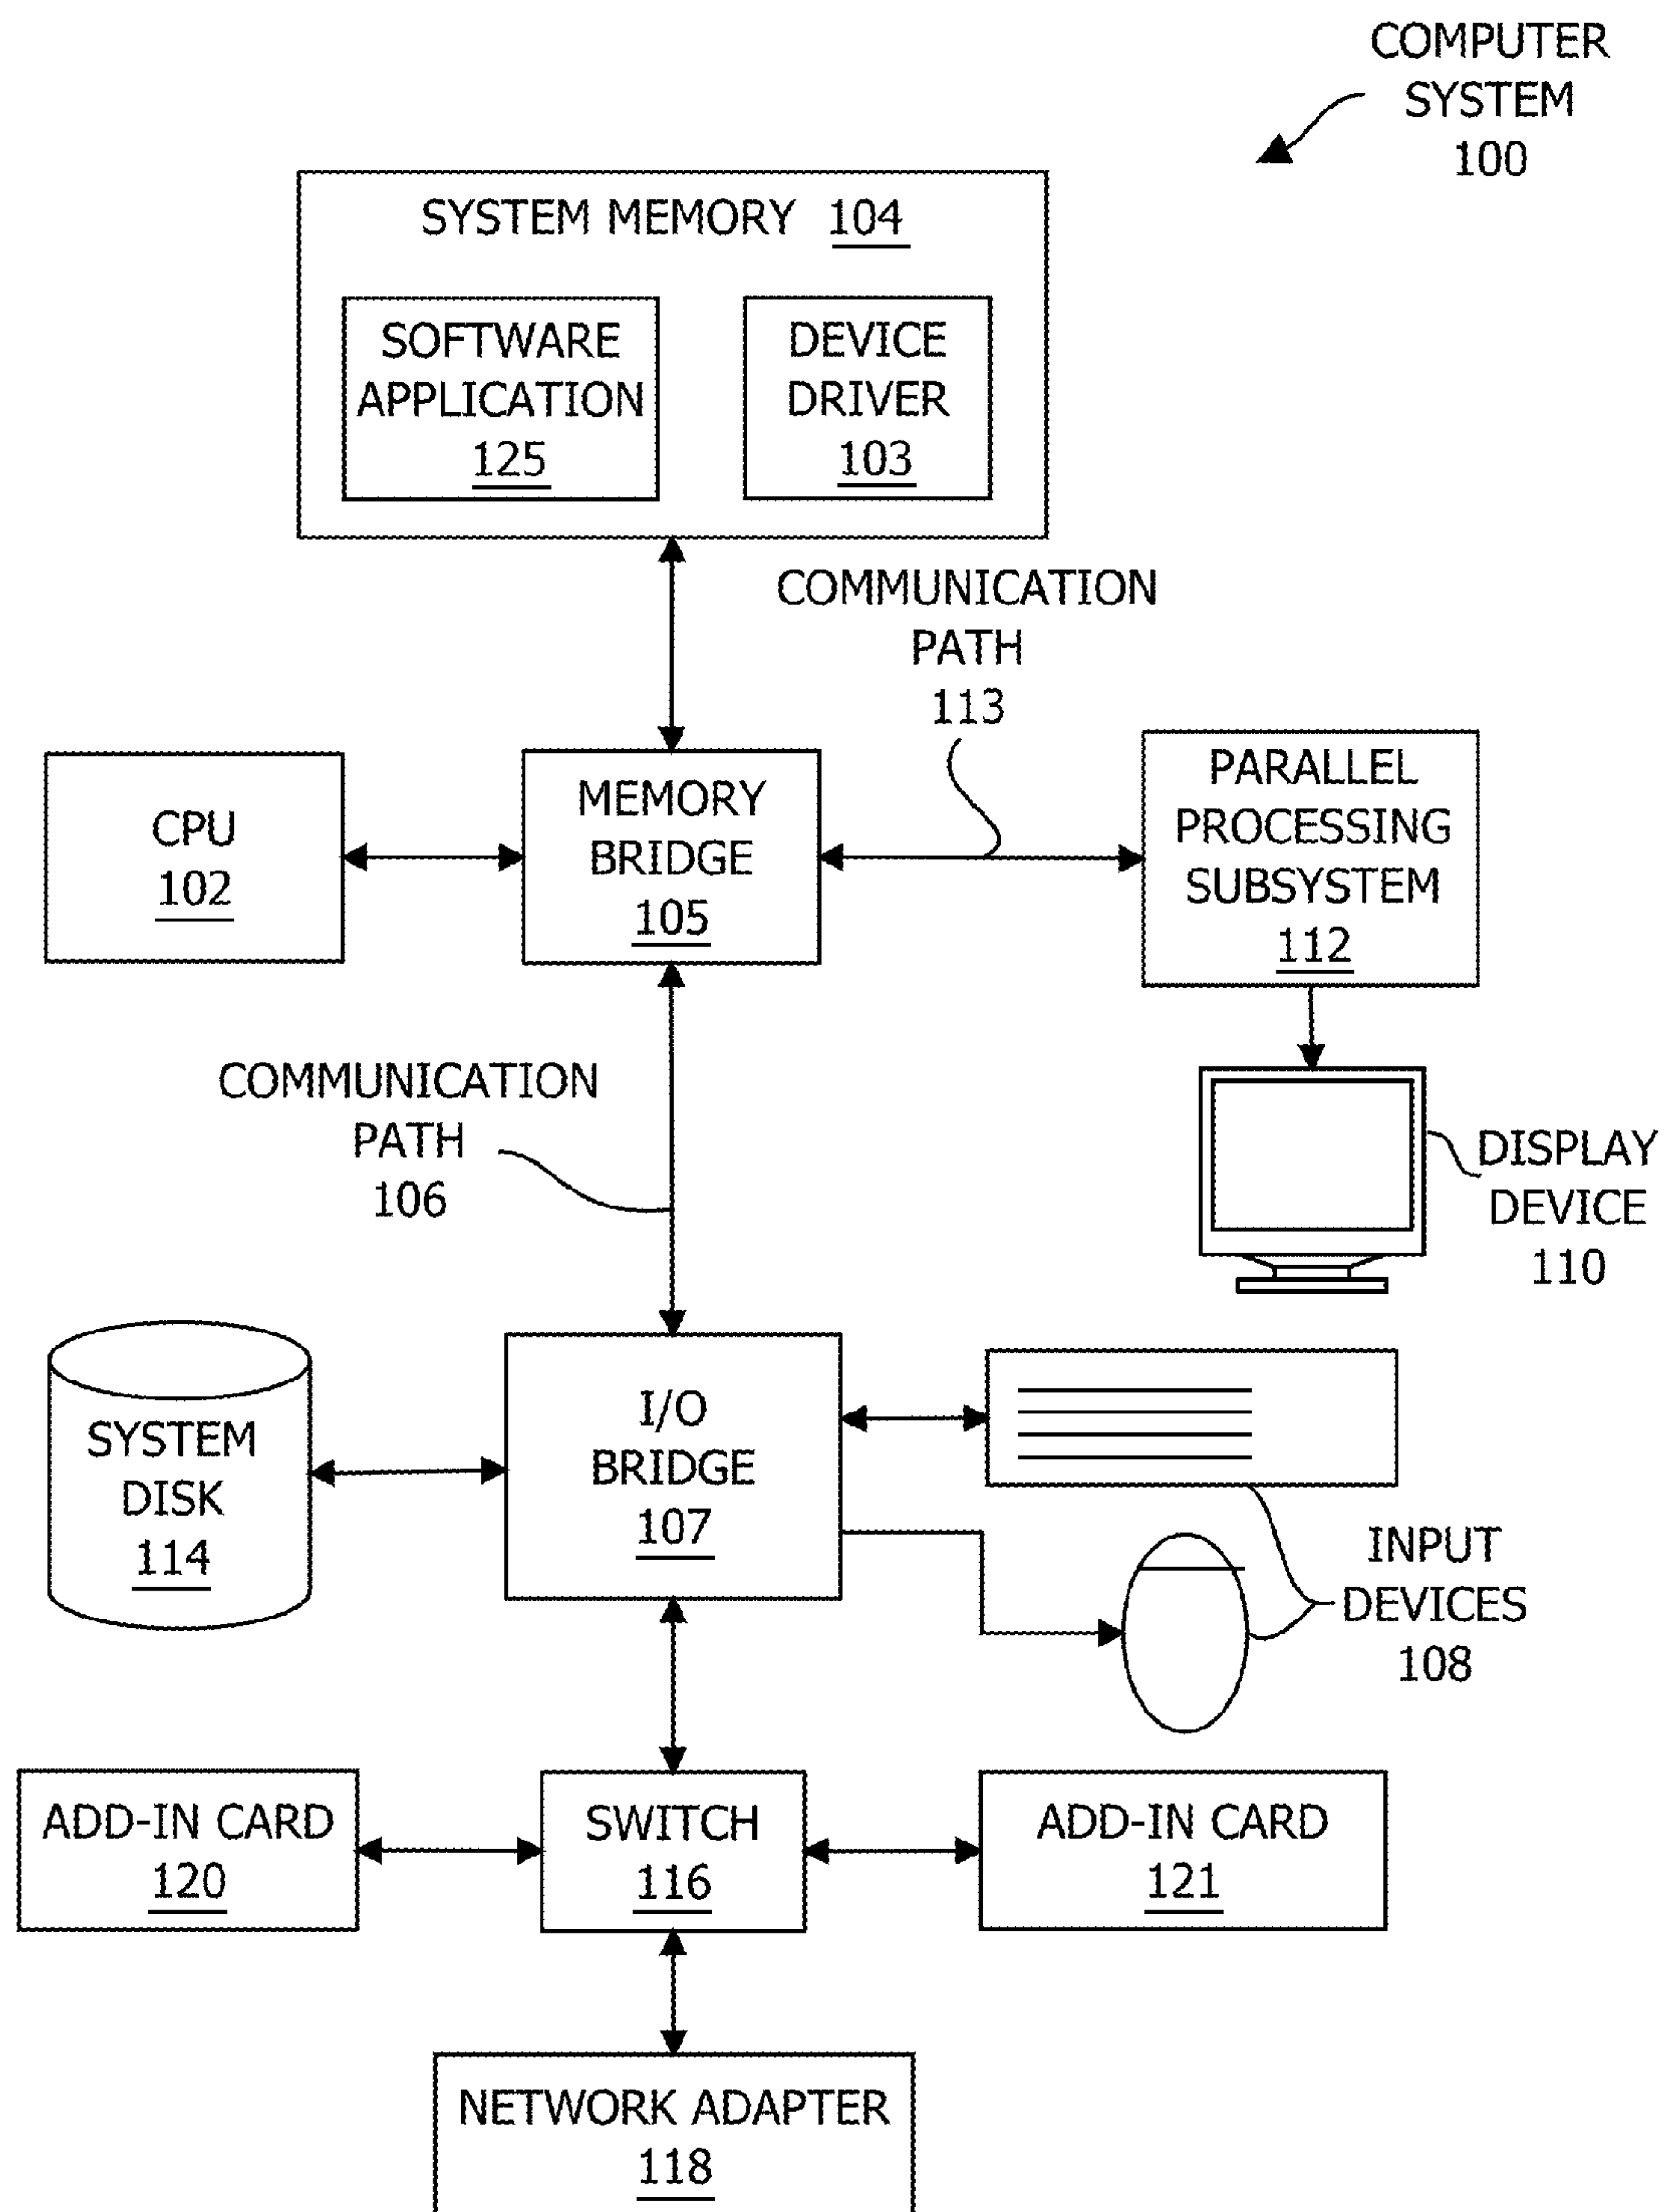 COMPUTER
SYSTEM
100
SYSTEM MEMORY 104
SOFTWARE
APPLICATION
125
DEVICE
DRIVER
103
COMMUNICATION
PATH
113
CPU
102
MEMORY
BRIDGE
105
PARALLEL
PROCESSING
SUBSYSTEM
112
COMMUNICATION
PATH
106
DISPLAY
DEVICE
110
SYSTEM
DISK
114
I/O
BRIDGE
107
INPUT
DEVICES
108
ADD-IN CARD
120
SWITCH
116
ADD-IN CARD
121
NETWORK ADAPTER
118